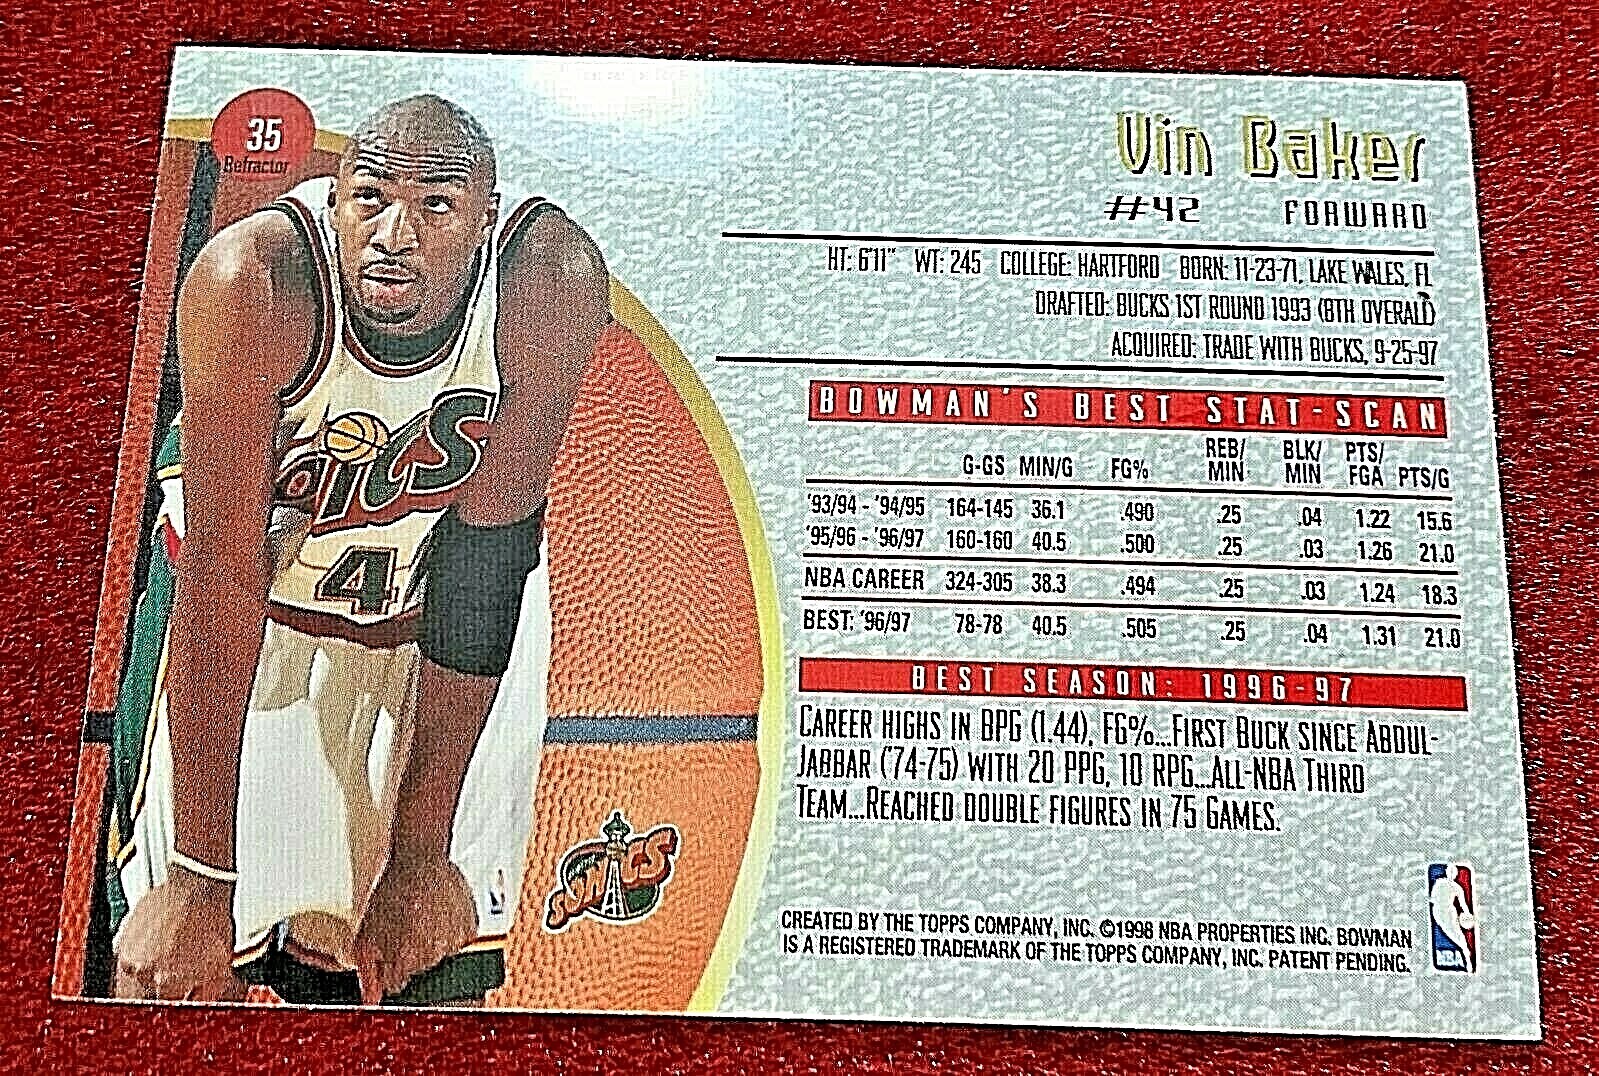 35
Refractor
Vin Baker
#42 FORWARD
HT: 6'11" WT: 245 COLLEGE: HARTFORD BORN: 11-23-71, LAKE WALES, FL
DRAFTED: BUCKS 1ST ROUND 1993 (8TH OVERALL)
ACQUIRED: TRADE WITH BUCKS, 9-25-97
BOWMAN'S BEST STAT-SCAN
G-GS MIN/G FG% REB/MIN BLK/MIN PTS/FGA PTS/G
'93/94 - '94/95 164-145 36.1 .490 .25 .04 1.22 15.6
'95/96 - '96/97 160-160 40.5 .500 .25 .03 1.26 21.0
NBA CAREER 324-305 38.3 .494 .25 .03 1.24 18.3
BEST: '96/97 78-78 40.5 .505 .25 .04 1.31 21.0
BEST SEASON: 1996-97
CAREER HIGHS IN BPG (1.44), FG%...FIRST BUCK SINCE ABDUL-
JABBAR ('74-75) WITH 20 PPG, 10 RPG...ALL-NBA THIRD
TEAM...REACHED DOUBLE FIGURES IN 75 GAMES.
CREATED BY THE TOPPS COMPANY, INC. ©1998 NBA PROPERTIES INC. BOWMAN
IS A REGISTERED TRADEMARK OF THE TOPPS COMPANY, INC. PATENT PENDING.
NBA
SONICS
onics
4